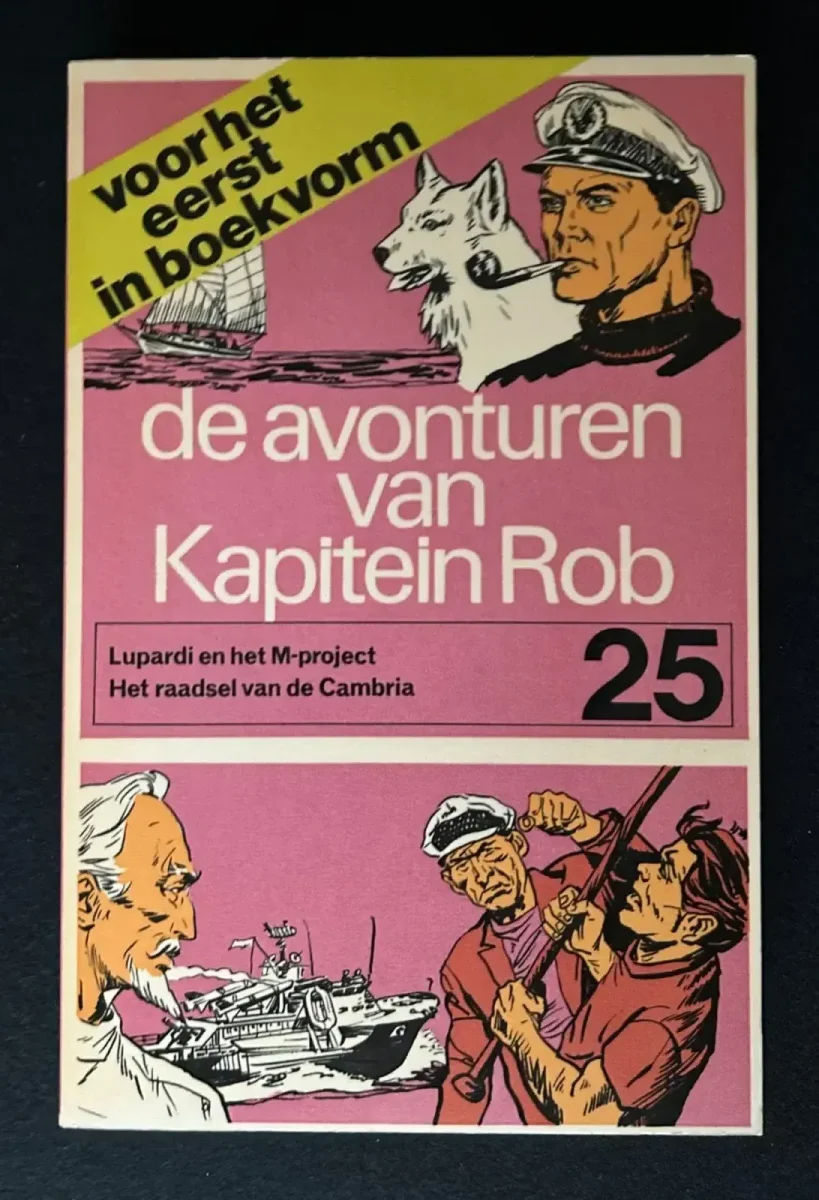 voor het
eerst
in boekvorm
de avonturen
van
Kapitein Rob
Lupardi en het M-project
Het raadsel van de Cambria
25